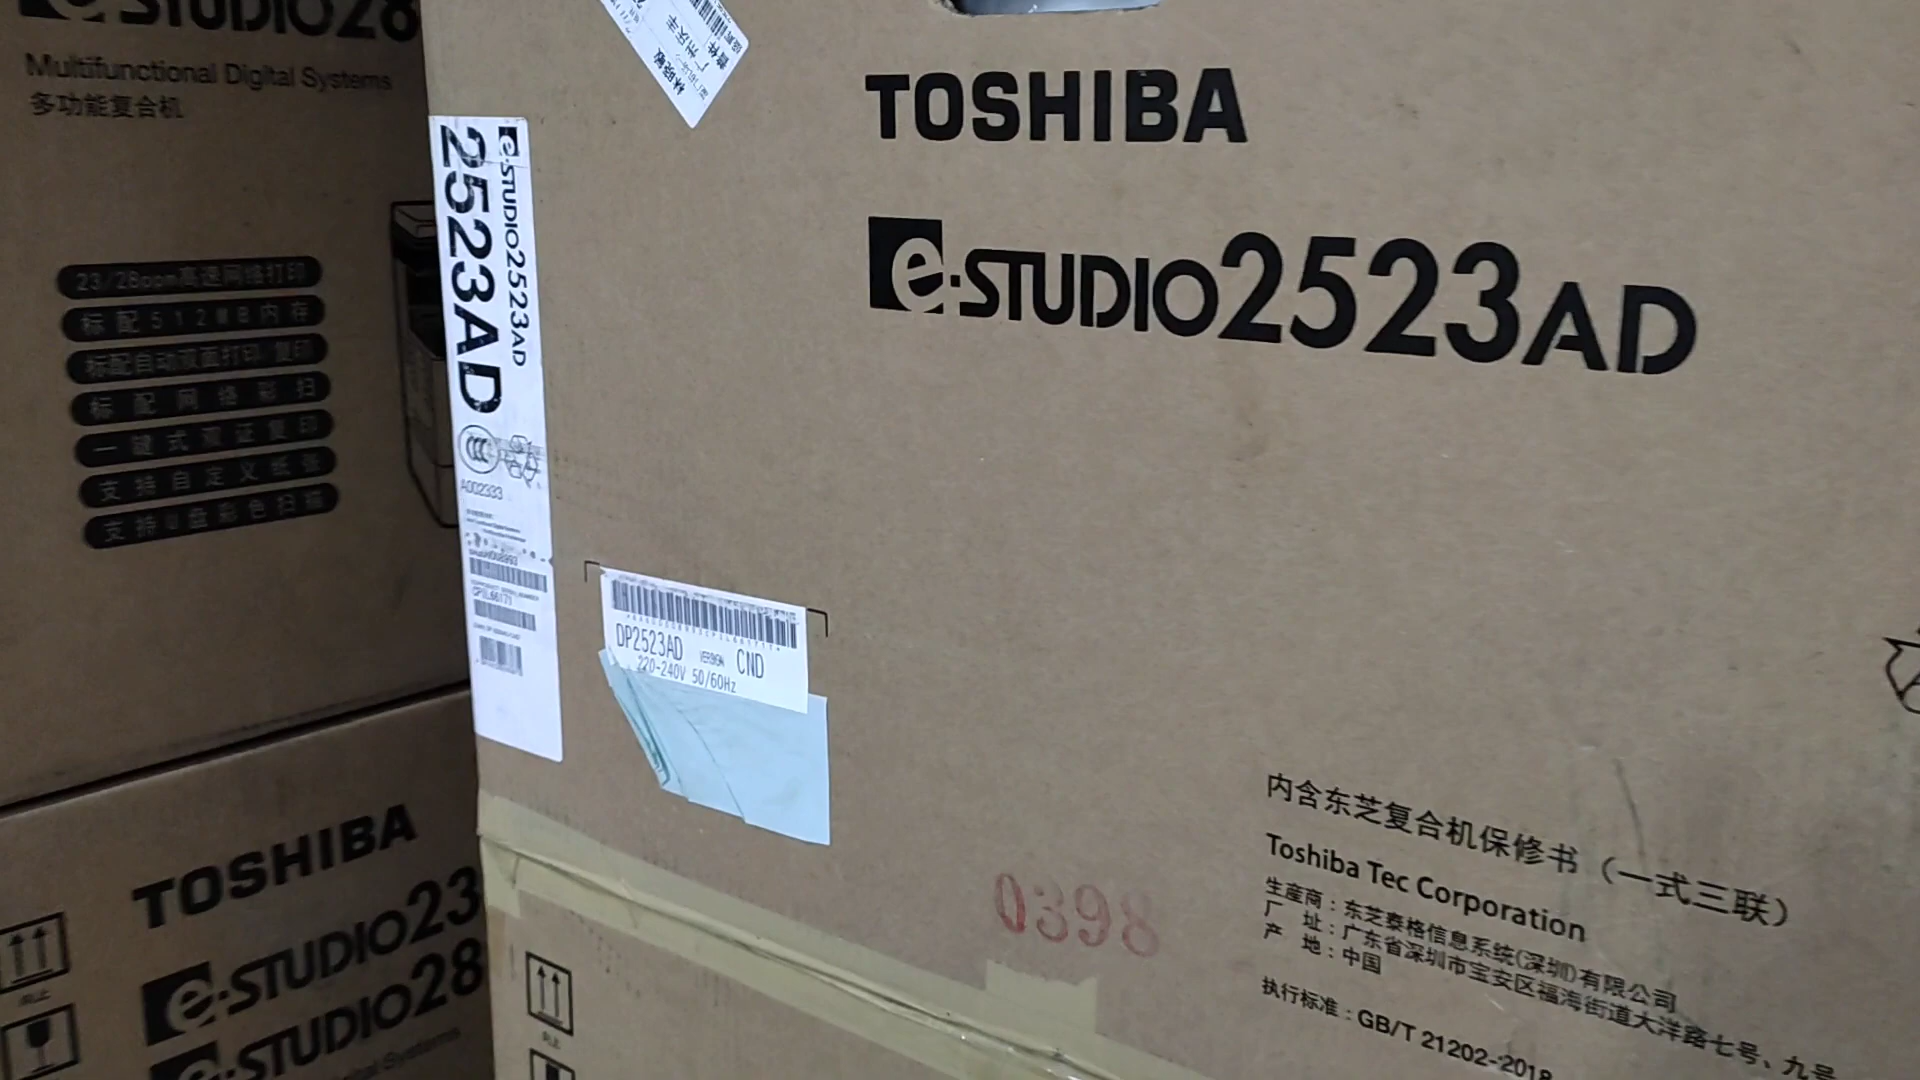 e-STUDIO28
Multifunctional Digital Systems
多功能复合机
23/28ppm高速网络打印
标配512MB内存
标配自动双面打印/复印
标配网络彩扫
一键式双证复印
支持自定义纸张
支持U盘彩色扫描
TOSHIBA
e-STUDIO23
e-STUDIO28
Systems
e-STUDIO2523AD
2523AD
A002333
CPIL66171
TOSHIBA
e-STUDIO2523AD
DP2523AD VERSION CND
220-240V 50/60Hz
0398
内含东芝复合机保修书（一式三联）
Toshiba Tec Corporation
生産商：东芝泰格信息系统(深圳)有限公司
厂 址：广东省深圳市宝安区福海街道大洋路七号、九号
产 地：中国
执行标准：GB/T 21202-2018